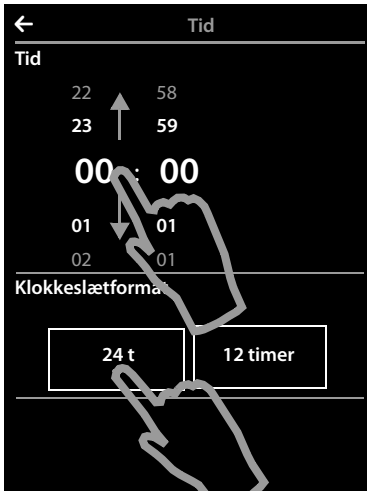 Tid
Tid
22 58
23 59
00 : 00
01 01
02 01
Klokkeslætformat
24 t 12 timer